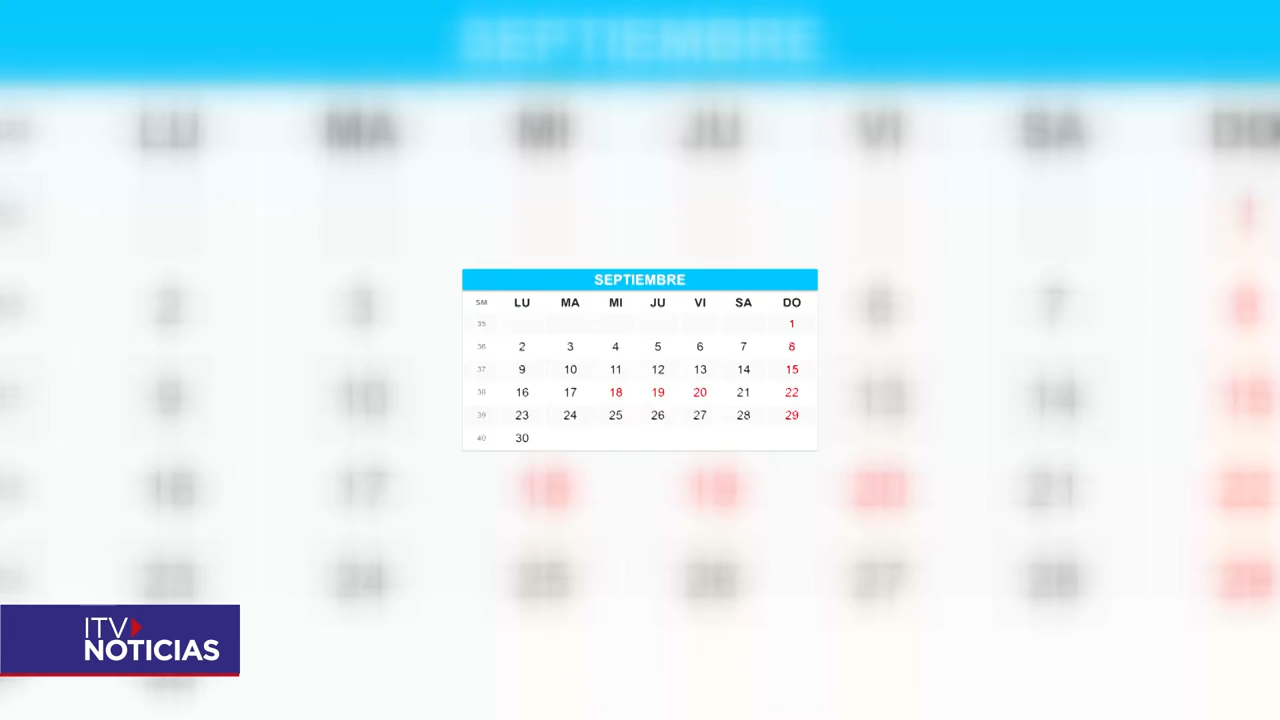 SEPTIEMBRE
SM LU MA MI JU VI SA DO
35 1
36 2 3 4 5 6 7 8
37 9 10 11 12 13 14 15
38 16 17 18 19 20 21 22
39 23 24 25 26 27 28 29
40 30
ITV
NOTICIAS